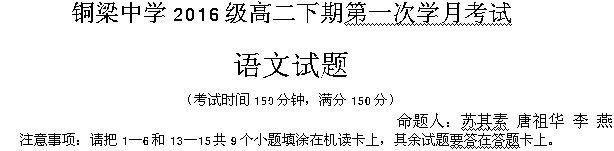 铜梁中学2016级高二下期第一次学月考试
语文试题
（考试时间150分钟，满分150分）
命题人：苏其素 唐祖华 李 燕
注意事项：请把1—6和13—15共9个小题填涂在机读卡上，其余试题要答在答题卡上。